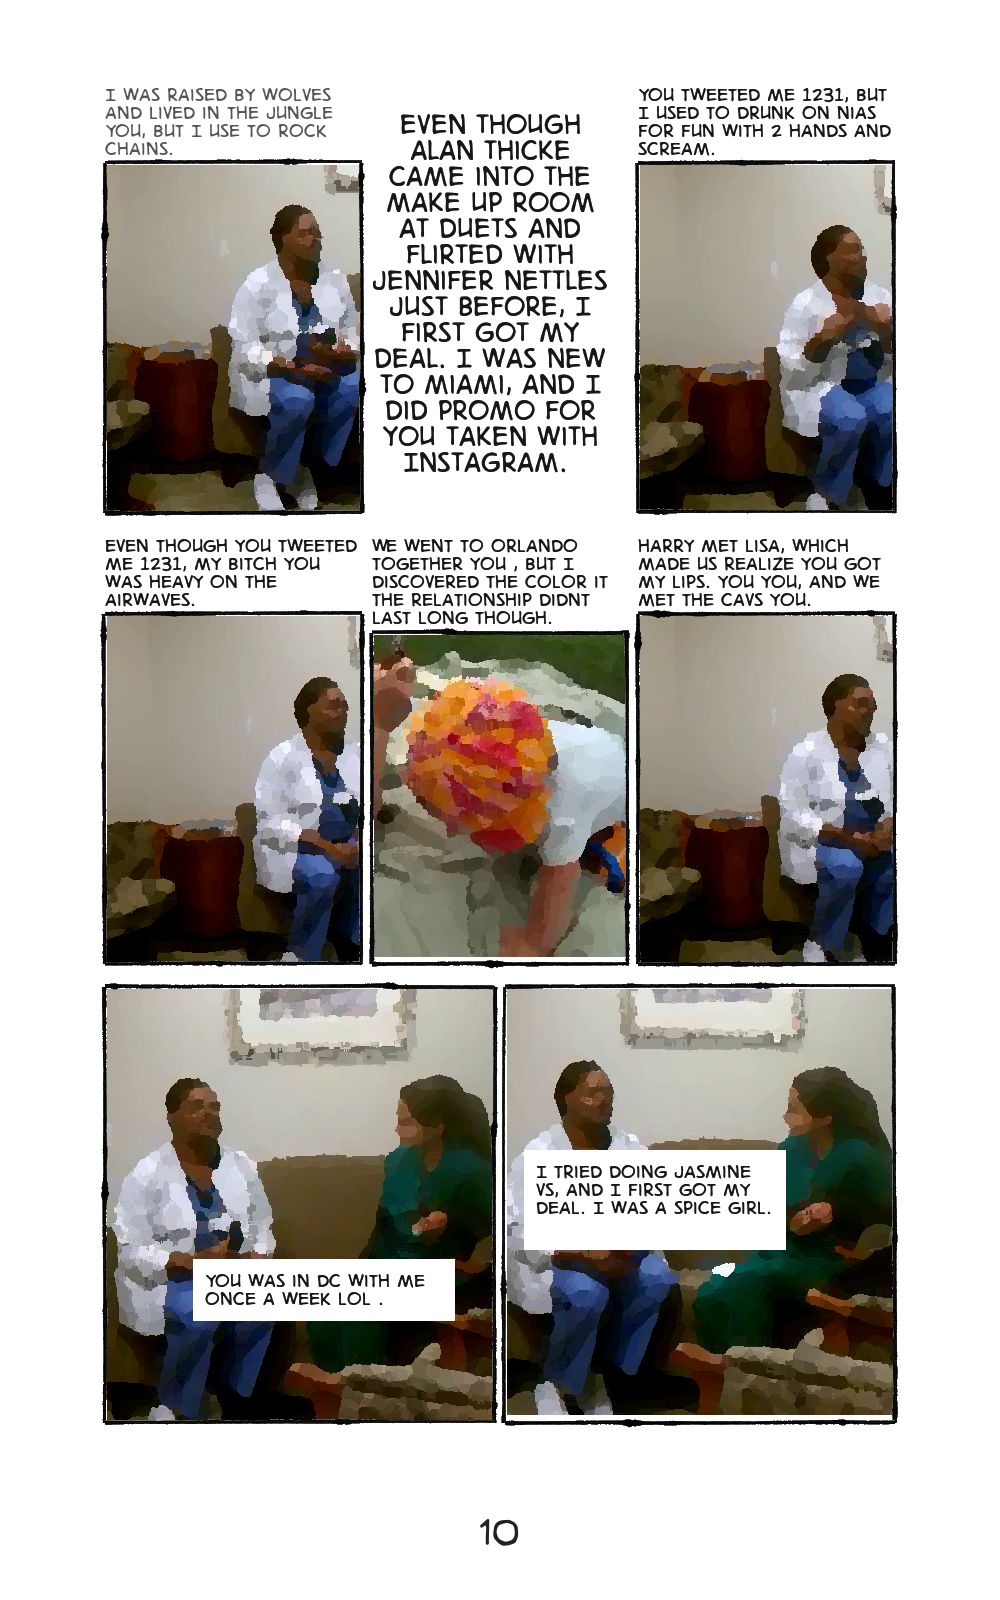 I WAS RAISED BY WOLVES
AND LIVED IN THE JUNGLE
YOU, BUT I USE TO ROCK
CHAINS.
EVEN THOUGH
ALAN THICKE
CAME INTO THE
MAKE UP ROOM
AT DUETS AND
FLIRTED WITH
JENNIFER NETTLES
JUST BEFORE, I
FIRST GOT MY
DEAL. I WAS NEW
TO MIAMI, AND I
DID PROMO FOR
YOU TAKEN WITH
INSTAGRAM.
YOU TWEETED ME 1231, BUT
I USED TO DRUNK ON NIAS
FOR FUN WITH 2 HANDS AND
SCREAM.
EVEN THOUGH YOU TWEETED
ME 1231, MY BITCH YOU
WAS HEAVY ON THE
AIRWAVES.
WE WENT TO ORLANDO
TOGETHER YOU , BUT I
DISCOVERED THE COLOR IT
THE RELATIONSHIP DIDNT
LAST LONG THOUGH.
HARRY MET LISA, WHICH
MADE US REALIZE YOU GOT
MY LIPS. YOU YOU, AND WE
MET THE CAVS YOU.
YOU WAS IN DC WITH ME
ONCE A WEEK LOL .
I TRIED DOING JASMINE
VS, AND I FIRST GOT MY
DEAL. I WAS A SPICE GIRL.
10